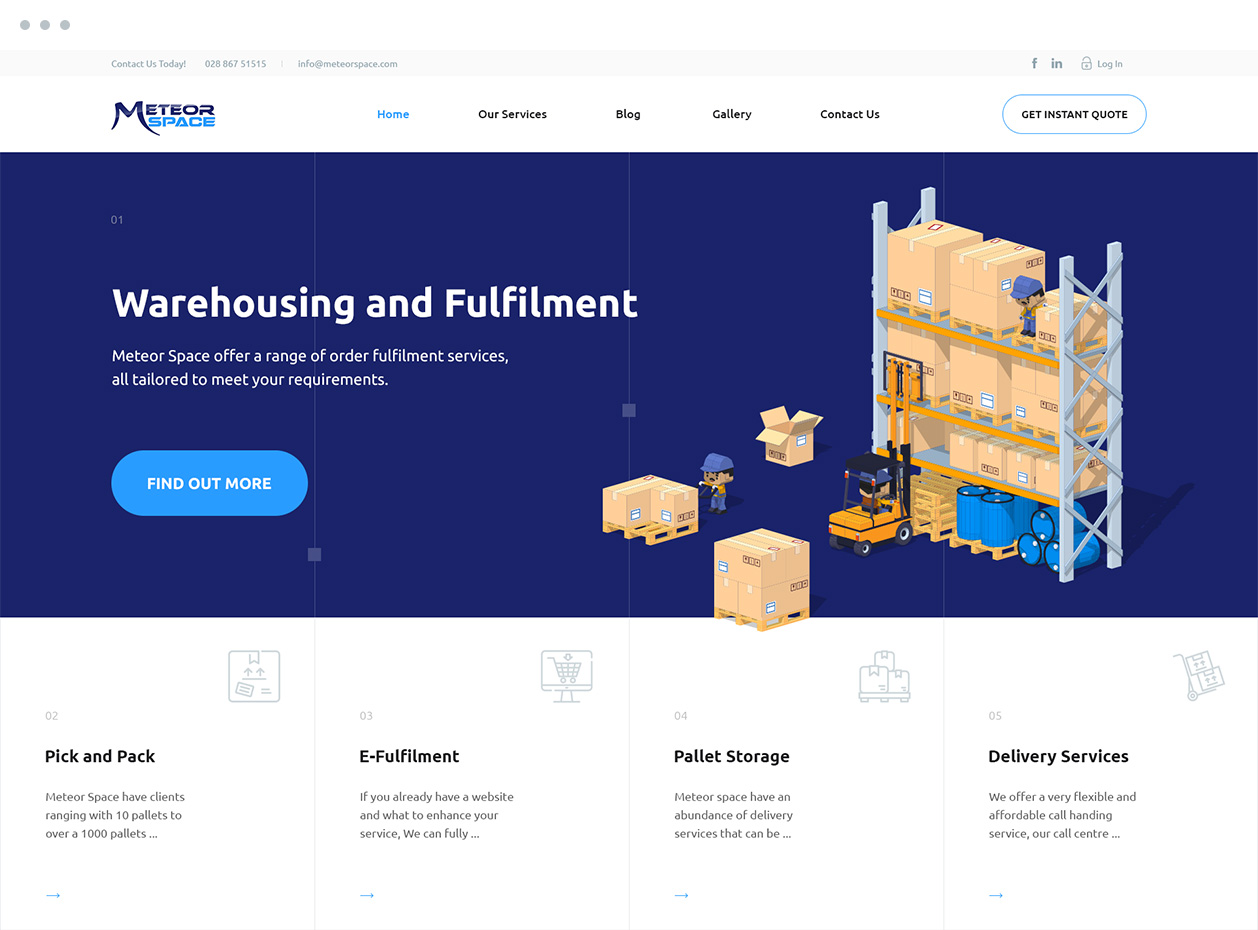 Contact Us Today! 028 867 51515 info@meteorspace.com Log In
METEOR
SPACE
Home Our Services Blog Gallery Contact Us GET INSTANT QUOTE
01
Warehousing and Fulfilment
Meteor Space offer a range of order fulfilment services,
all tailored to meet your requirements.
FIND OUT MORE
02
Pick and Pack
Meteor Space have clients
ranging with 10 pallets to
over a 1000 pallets ...
03
E-Fulfilment
If you already have a website
and what to enhance your
service, We can fully ...
04
Pallet Storage
Meteor space have an
abundance of delivery
services that can be ...
05
Delivery Services
We offer a very flexible and
affordable call handing
service, our call centre ...